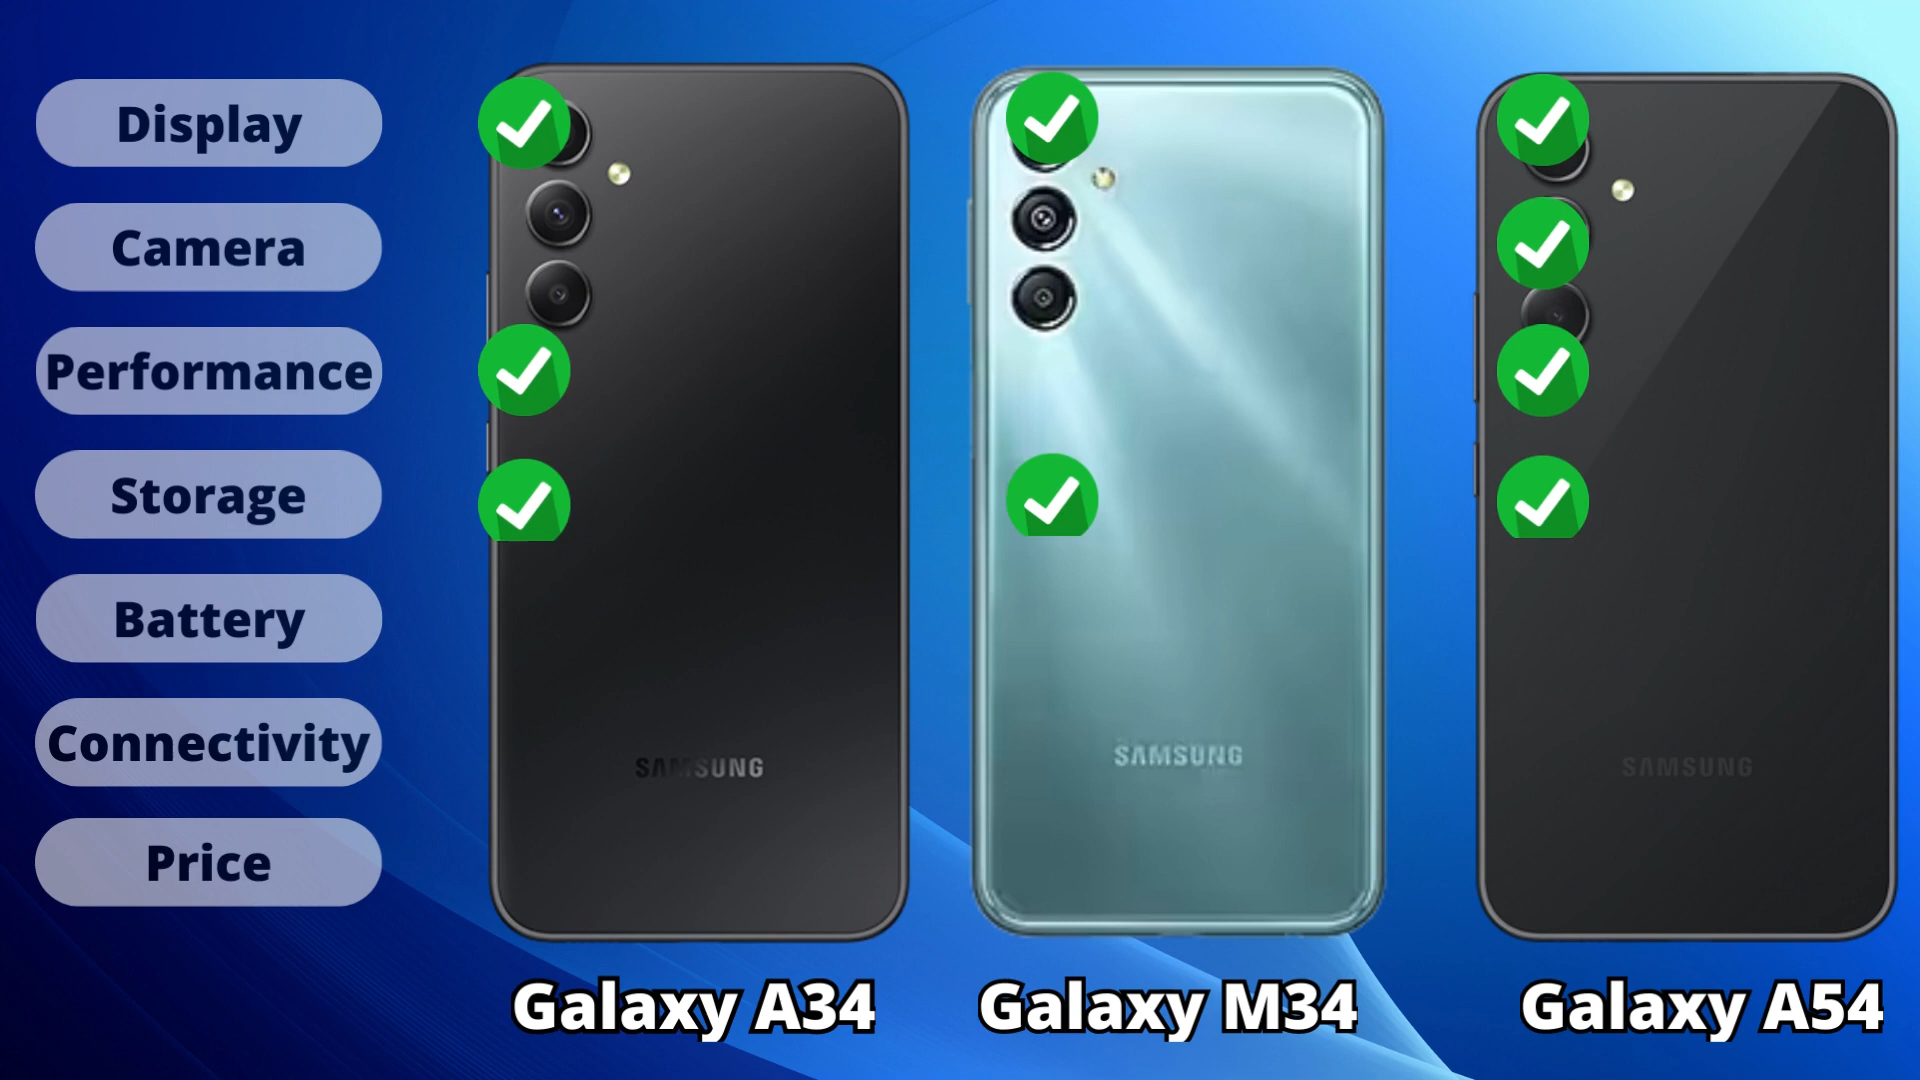 Display
Camera
Performance
Storage
Battery
Connectivity
Price
SAMSUNG
SAMSUNG
SAMSUNG
Galaxy A34
Galaxy M34
Galaxy A54